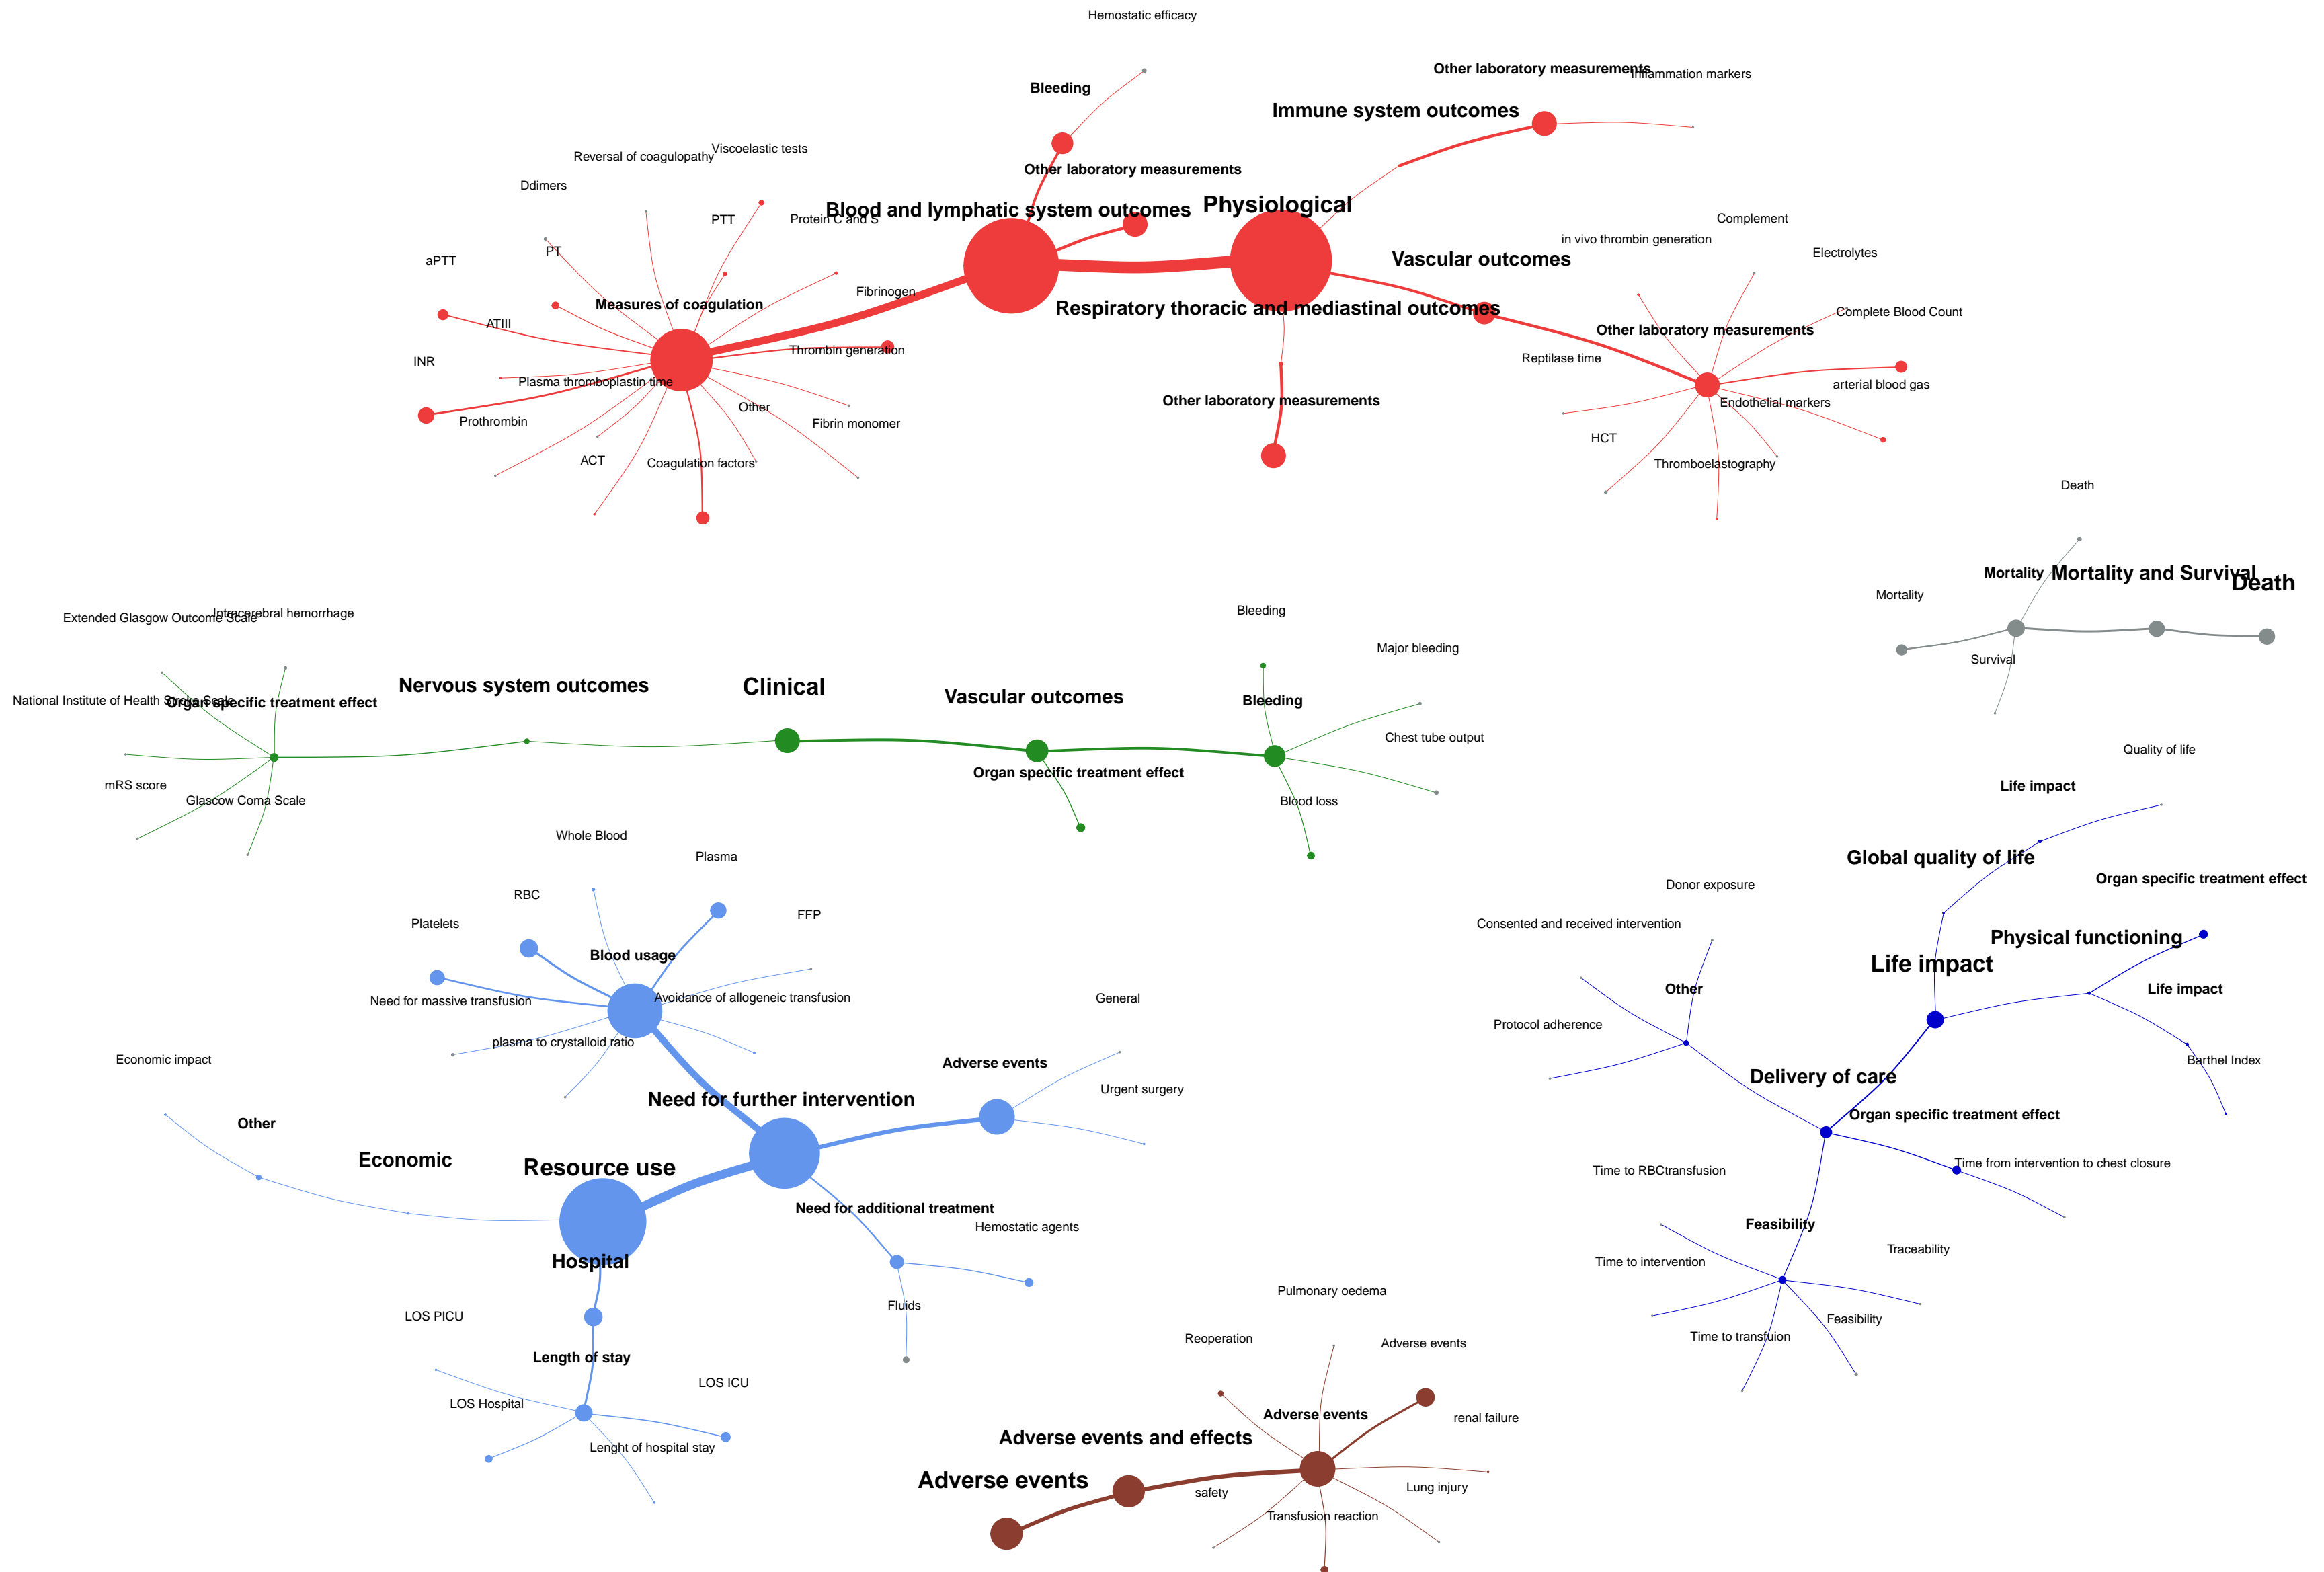 Hemostatic efficacy
Bleeding
Other laboratory measurements
Inflammation markers
Immune system outcomes
Reversal of coagulopathy
Viscoelastic tests
Other laboratory measurements
Ddimers
Blood and lymphatic system outcomes
Physiological
PTT
Protein C and S
Complement
in vivo thrombin generation
Electrolytes
aPTT
PT
Vascular outcomes
Fibrinogen
Measures of coagulation
Respiratory thoracic and mediastinal outcomes
Complete Blood Count
ATIII
Other laboratory measurements
Thrombin generation
INR
Reptilase time
Plasma thromboplastin time
arterial blood gas
Other laboratory measurements
Endothelial markers
Other
Prothrombin
Fibrin monomer
HCT
ACT
Coagulation factors
Thromboelastography
Death
Mortality
Mortality and Survival
Death
Mortality
Survival
Extended Glasgow Outcome Scale
Intracerebral hemorrhage
Bleeding
Major bleeding
Nervous system outcomes
Clinical
Vascular outcomes
National Institute of Health Stroke Scale
Organ specific treatment effect
Bleeding
Chest tube output
Organ specific treatment effect
mRS score
Glascow Coma Scale
Blood loss
Quality of life
Life impact
Global quality of life
Organ specific treatment effect
Donor exposure
Consented and received intervention
Physical functioning
Life impact
Other
Life impact
Protocol adherence
Barthel Index
Delivery of care
Organ specific treatment effect
Time to RBCtransfusion
Time from intervention to chest closure
Feasibility
Traceability
Time to intervention
Feasibility
Time to transfuion
Whole Blood
Plasma
RBC
FFP
Platelets
Blood usage
Need for massive transfusion
Avoidance of allogeneic transfusion
General
plasma to crystalloid ratio
Economic impact
Adverse events
Urgent surgery
Need for further intervention
Other
Economic
Resource use
Need for additional treatment
Hemostatic agents
Hospital
Fluids
LOS PICU
Length of stay
LOS ICU
LOS Hospital
Lenght of hospital stay
Pulmonary oedema
Reoperation
Adverse events
Adverse events
renal failure
Adverse events and effects
Adverse events
Lung injury
safety
Transfusion reaction